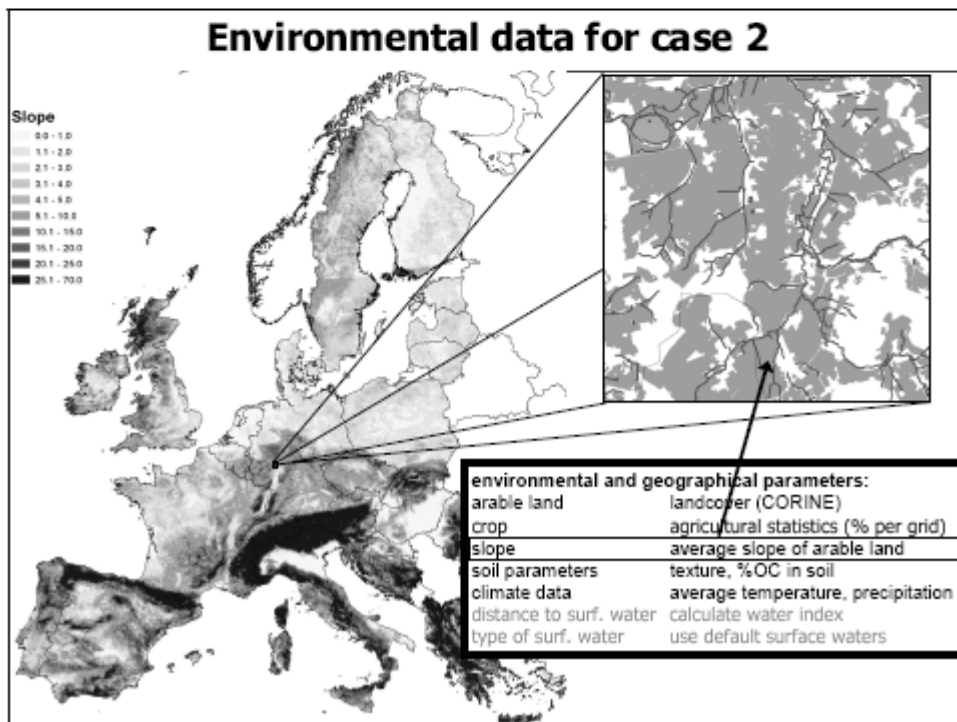 Environmental data for case 2
Slope
0.0 - 1.0
1.1 - 2.0
2.1 - 3.0
3.1 - 4.0
4.1 - 5.0
5.1 - 10.0
10.1 - 15.0
15.1 - 20.0
20.1 - 25.0
25.1 - 70.0
environmental and geographical parameters:
arable land landcover (CORINE)
crop agricultural statistics (% per grid)
slope average slope of arable land
soil parameters texture, %OC in soil
climate data average temperature, precipitation
distance to surf. water calculate water index
type of surf. water use default surface waters